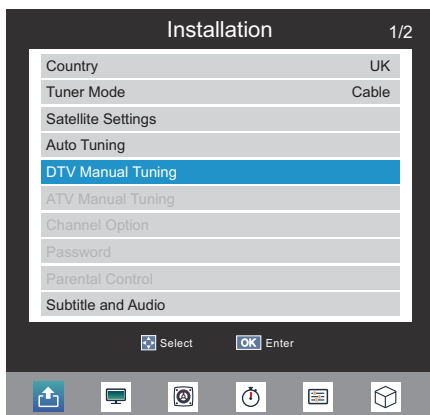 Installation 1/2
Country UK
Tuner Mode Cable
Satellite Settings
Auto Tuning
DTV Manual Tuning
ATV Manual Tuning
Channel Option
Password
Parental Control
Subtitle and Audio
Select OK Enter